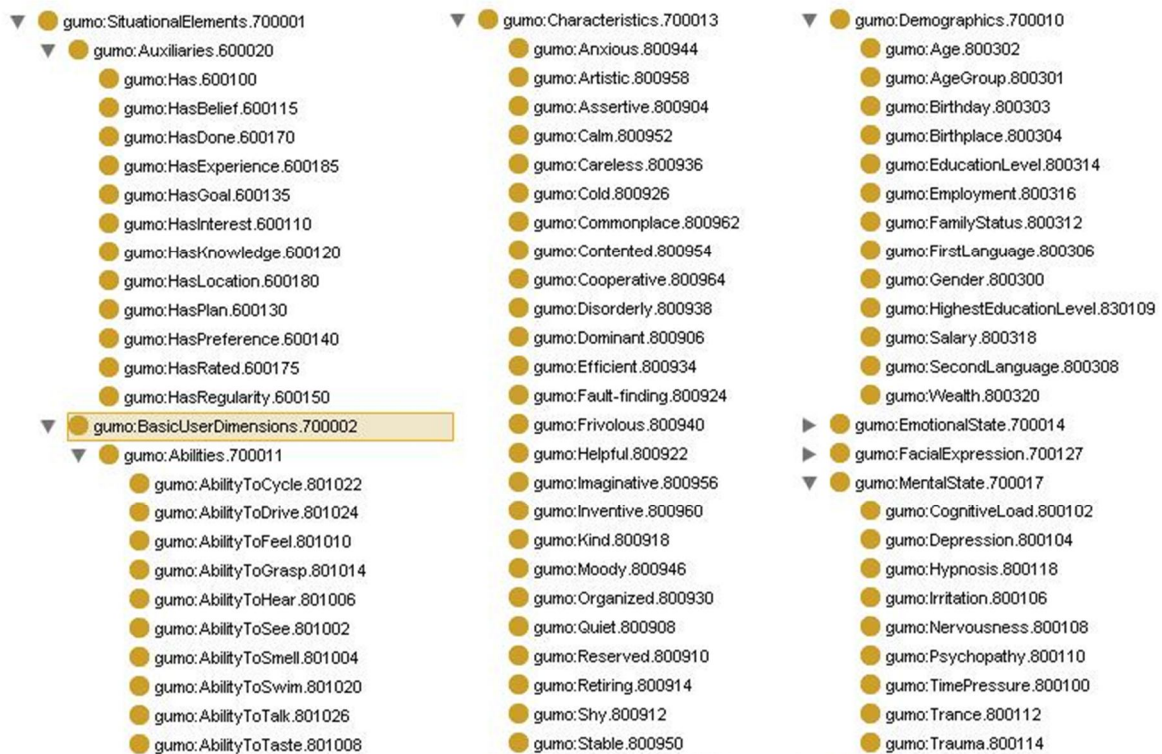 gumo:SituationalElements.700001
gumo:Auxiliaries.600020
gumo:Has.600100
gumo:HasBelief.600115
gumo:HasDone.600170
gumo:HasExperience.600185
gumo:HasGoal.600135
gumo:HasInterest.600110
gumo:HasKnowledge.600120
gumo:HasLocation.600180
gumo:HasPlan.600130
gumo:HasPreference.600140
gumo:HasRated.600175
gumo:HasRegularity.600150
gumo:BasicUserDimensions.700002
gumo:Abilities.700011
gumo:AbilityToCycle.801022
gumo:AbilityToDrive.801024
gumo:AbilityToFeel.801010
gumo:AbilityToGrasp.801014
gumo:AbilityToHear.801006
gumo:AbilityToSee.801002
gumo:AbilityToSmell.801004
gumo:AbilityToSwim.801020
gumo:AbilityToTalk.801026
gumo:AbilityToTaste.801008
gumo:Characteristics.700013
gumo:Anxious.800944
gumo:Artistic.800958
gumo:Assertive.800904
gumo:Calm.800952
gumo:Careless.800936
gumo:Cold.800926
gumo:Commonplace.800962
gumo:Contented.800954
gumo:Cooperative.800964
gumo:Disorderly.800938
gumo:Dominant.800906
gumo:Efficient.800934
gumo:Fault-finding.800924
gumo:Frivolous.800940
gumo:Helpful.800922
gumo:Imaginative.800956
gumo:Inventive.800960
gumo:Kind.800918
gumo:Moody.800946
gumo:Organized.800930
gumo:Quiet.800908
gumo:Reserved.800910
gumo:Retiring.800914
gumo:Shy.800912
gumo:Stable.800950
gumo:Demographics.700010
gumo:Age.800302
gumo:AgeGroup.800301
gumo:Birthday.800303
gumo:Birthplace.800304
gumo:EducationLevel.800314
gumo:Employment.800316
gumo:FamilyStatus.800312
gumo:FirstLanguage.800306
gumo:Gender.800300
gumo:HighestEducationLevel.830109
gumo:Salary.800318
gumo:SecondLanguage.800308
gumo:Wealth.800320
gumo:EmotionalState.700014
gumo:FacialExpression.700127
gumo:MentalState.700017
gumo:CognitiveLoad.800102
gumo:Depression.800104
gumo:Hypnosis.800118
gumo:Irritation.800106
gumo:Nervousness.800108
gumo:Psychopathy.800110
gumo:TimePressure.800100
gumo:Trance.800112
gumo:Trauma.800114